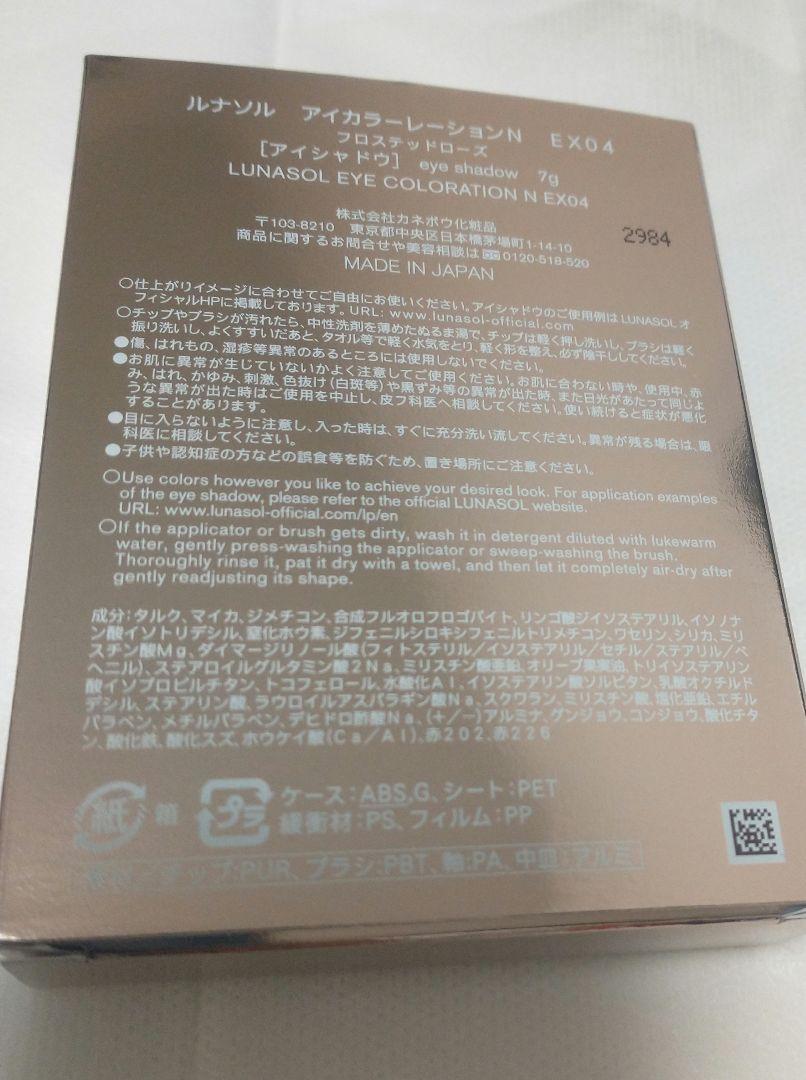 ルナソル アイカラーレーションN EX04
フロステッドローズ
[アイシャドウ] eye shadow 7g
LUNASOL EYE COLORATION N EX04
株式会社カネボウ化粧品
〒103-8210 東京都中央区日本橋茅場町1-14-10
2984
商品に関するお問合せや美容相談は 0120-518-520
MADE IN JAPAN
○仕上がりイメージに合わせてご自由にお使いください。アイシャドウのご使用例は LUNASOL オ
フィシャルHPに掲載しております。URL: www.lunasol-official.com
○チップやブラシが汚れたら、中性洗剤を薄めたぬるま湯で、チップは軽く押し洗いし、ブラシは軽く
振り洗いし、よくすすいだあと、タオル等で軽く水気をとり、軽く形を整え、必ず陰干ししてください。
●傷、はれもの、湿疹等異常のあるところには使用しないでください。
●お肌に異常が生じていないかよく注意してご使用ください。お肌に合わない時や、使用中、赤
み、はれ、かゆみ、刺激、色抜け(白斑等)や黒ずみ等の異常が出た時、また日光があたって同じよ
うな異常が出た時はご使用を中止し、皮フ科医へ相談してください。使い続けると症状が悪化
することがあります。
●目に入らないように注意し、入った時は、すぐに充分洗い流してください。異常が残る場合は、眼
科医に相談してください。
●子供や認知症の方などの誤食等を防ぐため、置き場所にご注意ください。
○Use colors however you like to achieve your desired look. For application examples
of the eye shadow, please refer to the official LUNASOL website.
URL: www.lunasol-official.com/lp/en
○If the applicator or brush gets dirty, wash it in detergent diluted with lukewarm
water, gently press-washing the applicator or sweep-washing the brush.
Thoroughly rinse it, pat it dry with a towel, and then let it completely air-dry after
gently readjusting its shape.
成分:タルク、マイカ、ジメチコン、合成フルオロフロゴパイト、リンゴ酸ジイソステアリル、イソノナ
ン酸イソトリデシル、窒化ホウ素、ジフェニルシロキシフェニルトリメチコン、ワセリン、シリカ、ミリ
スチン酸Mg、ダイマージリノール酸(フィトステリル/イソステアリル/セチル/ステアリル/ベ
ヘニル)、ステアロイルグルタミン酸2Na、ミリスチン酸亜鉛、オリーブ果実油、トリイソステアリン
酸イソプロピルチタン、トコフェロール、水酸化Al、イソステアリン酸ソルビタン、乳酸オクチルド
デシル、ステアリン酸、ラウロイルアスパラギン酸Na、スクワラン、ミリスチン酸、塩化亜鉛、エチル
パラベン、メチルパラベン、デヒドロ酢酸Na、(+/-)アルミナ、グンジョウ、コンジョウ、酸化チタ
ン、酸化鉄、酸化スズ、ホウケイ酸(Ca/Al)、赤202、赤226
紙 箱 プラ ケース:ABS,G、シート:PET
緩衝材:PS、フィルム:PP
チップ:PUR、ブラシ:PBT、軸:PA、中皿:アルミ